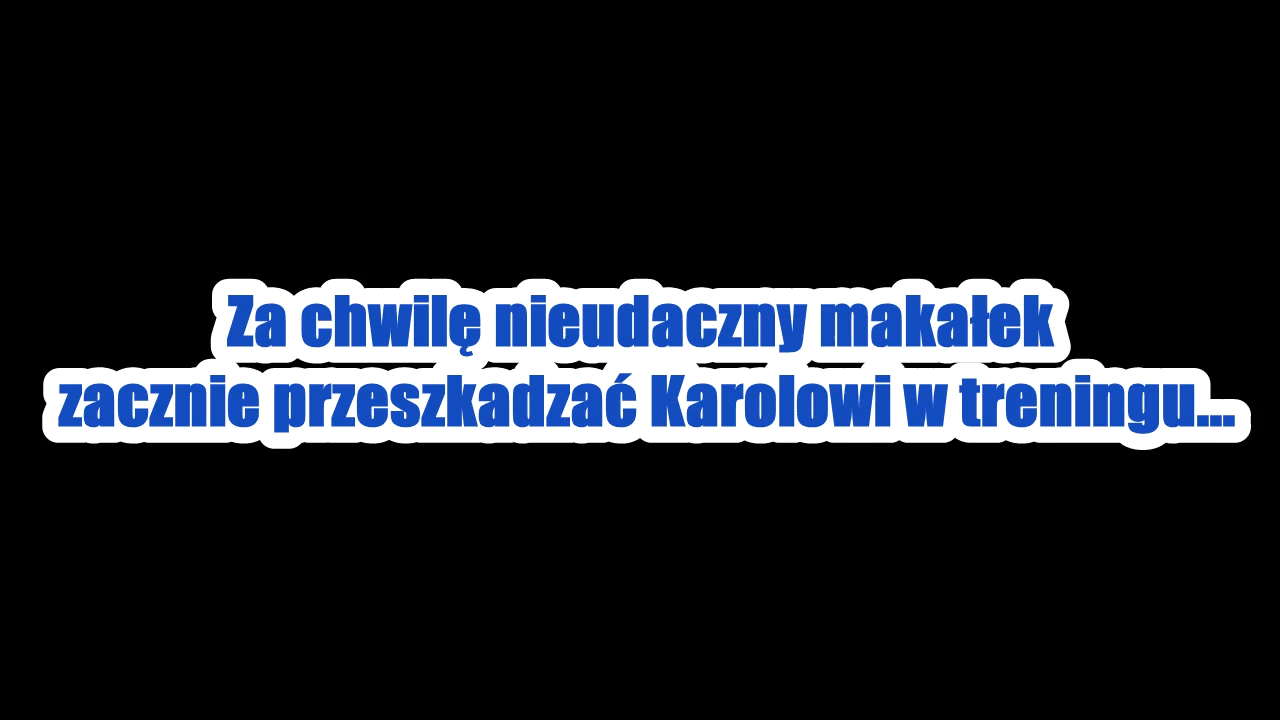 Za chwilę nieudaczny makałek
zacznie przeszkadzać Karolowi w treningu...